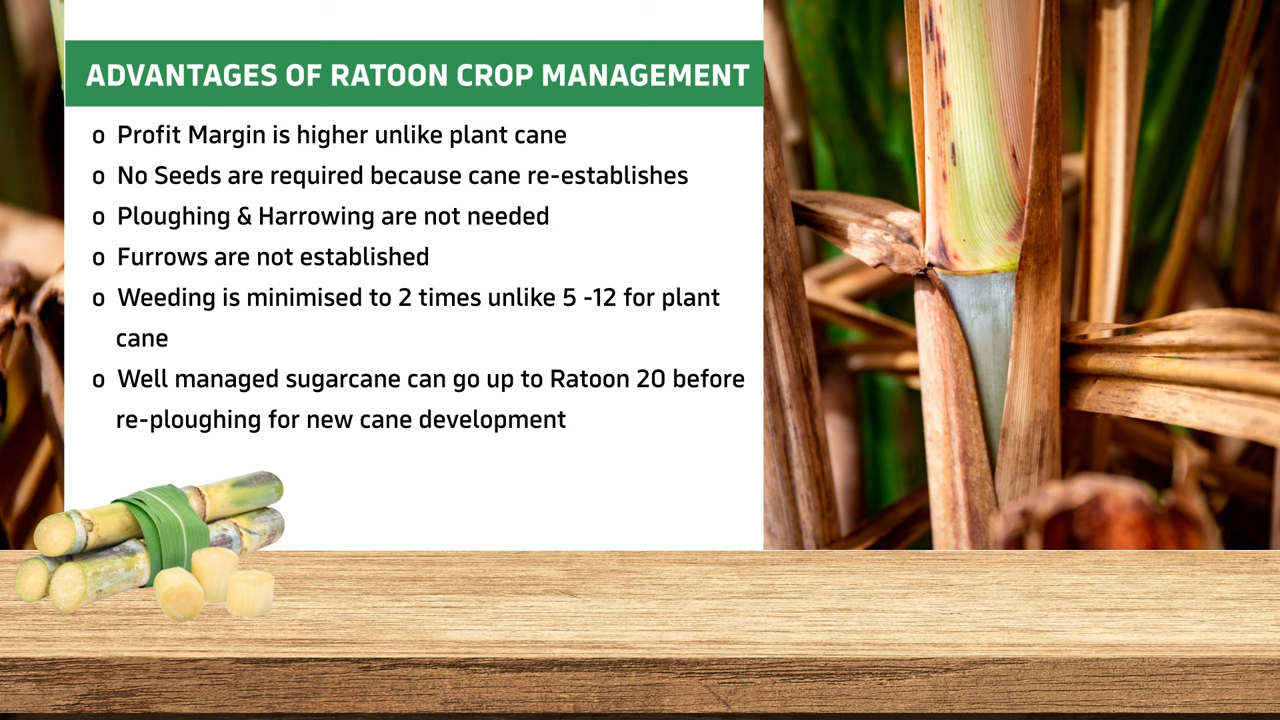 ADVANTAGES OF RATOON CROP MANAGEMENT
o Profit Margin is higher unlike plant cane
o No Seeds are required because cane re-establishes
o Ploughing & Harrowing are not needed
o Furrows are not established
o Weeding is minimised to 2 times unlike 5 -12 for plant
cane
o Well managed sugarcane can go up to Ratoon 20 before
re-ploughing for new cane development